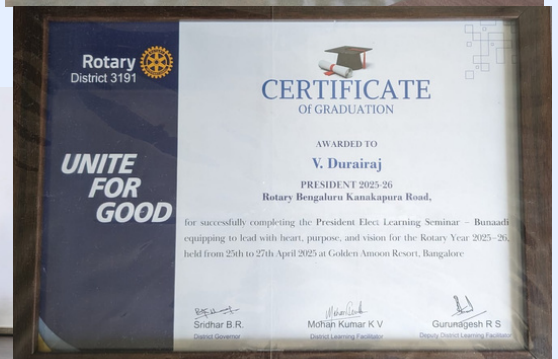 Rotary
District 3191
UNITE
FOR
GOOD
CERTIFICATE
OF GRADUATION
AWARDED TO
V. Durairaj
PRESIDENT 2025-26
Rotary Bengaluru Kanakapura Road,
for successfully completing the President Elect Learning Seminar – Bunaadi
equipping to lead with heart, purpose, and vision for the Rotary Year 2025–26,
held from 25th to 27th April 2025 at Golden Amoon Resort, Bangalore
Sridhar B.R.
District Governor
Mohan Kumar K V
District Learning Facilitator
Gurunagesh R S
Deputy District Learning Facilitator